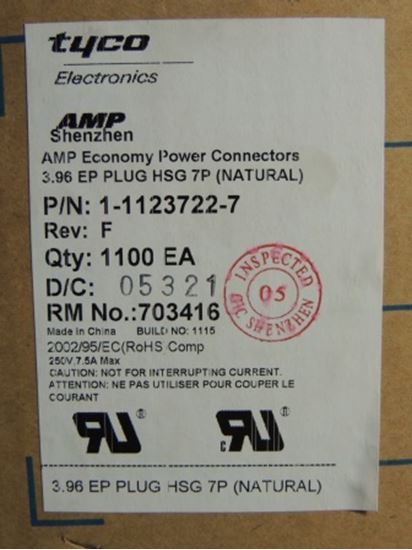 tyco
Electronics
AMP
Shenzhen
AMP Economy Power Connectors
3.96 EP PLUG HSG 7P (NATURAL)
P/N: 1-1123722-7
Rev: F
Qty: 1100 EA
D/C: 05321
INSPECTED
05
SHENZHEN
RM No.:703416
Made in China BUILD NO: 1115
2002/95/EC(RoHS Comp
250V,7.5A Max
CAUTION: NOT FOR INTERRUPTING CURRENT.
ATTENTION: NE PAS UTILISER POUR COUPER LE
COURANT
RU® cRU®
3.96 EP PLUG HSG 7P (NATURAL)